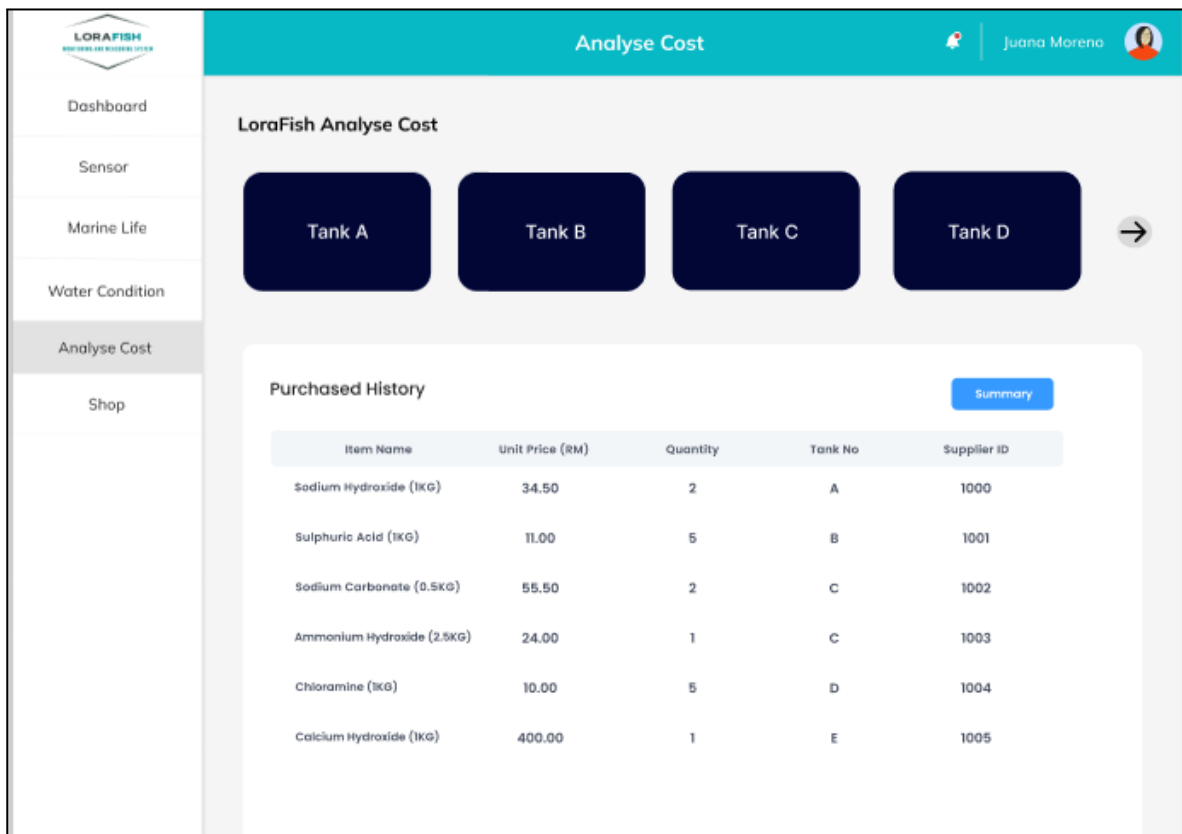 LORAFISH
MONITORING AND MEASURING SYSTEM
Analyse Cost
Juana Moreno
Dashboard
Sensor
Marine Life
Water Condition
Analyse Cost
Shop
LoraFish Analyse Cost
Tank A
Tank B
Tank C
Tank D
Purchased History
Summary
Item Name Unit Price (RM) Quantity Tank No Supplier ID
Sodium Hydroxide (1KG) 34.50 2 A 1000
Sulphuric Acid (1KG) 11.00 5 B 1001
Sodium Carbonate (0.5KG) 55.50 2 C 1002
Ammonium Hydroxide (2.5KG) 24.00 1 C 1003
Chloramine (1KG) 10.00 5 D 1004
Calcium Hydroxide (1KG) 400.00 1 E 1005